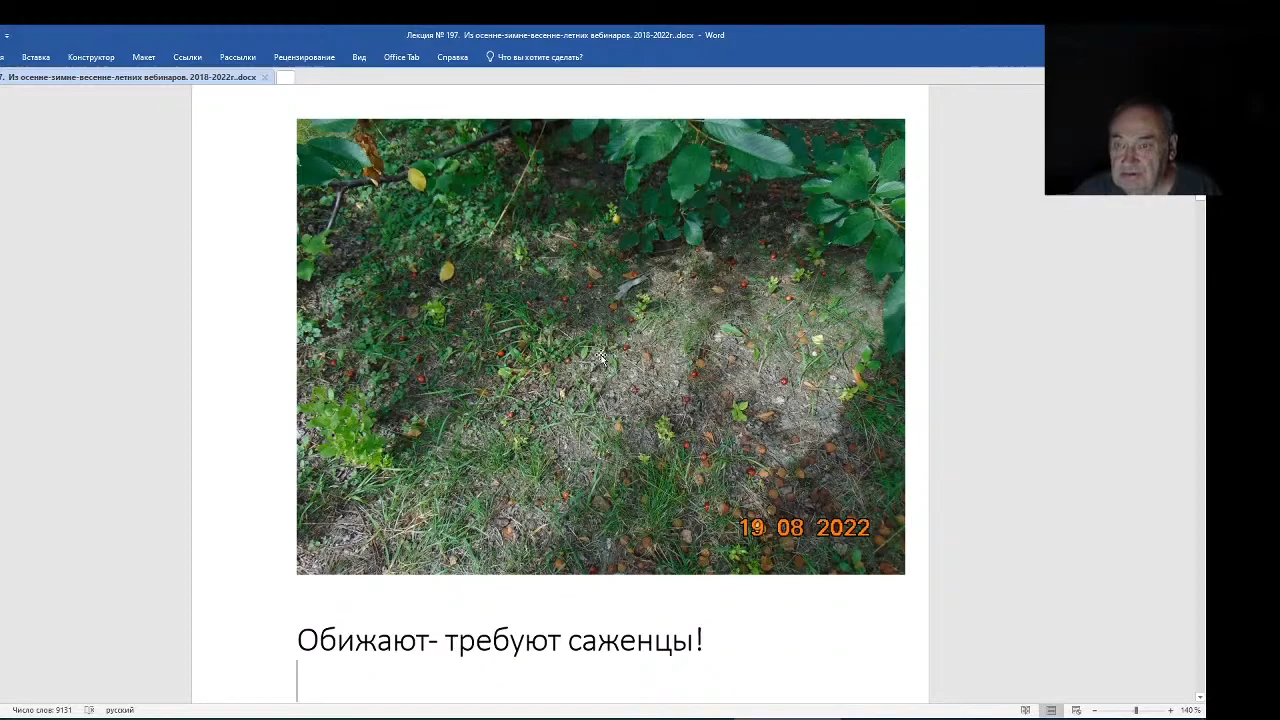 Лекция № 197. Из осенне-зимне-весенне-летних вебинаров. 2018-2022г..docx - Word
Вставка Конструктор Макет Ссылки Рассылки Рецензирование Вид Office Tab Справка Что вы хотите сделать?
7. Из осенне-зимне-весенне-летних вебинаров. 2018-2022г..docx
19 08 2022
Обижают- требуют саженцы!
Число слов: 9131 русский 140 %